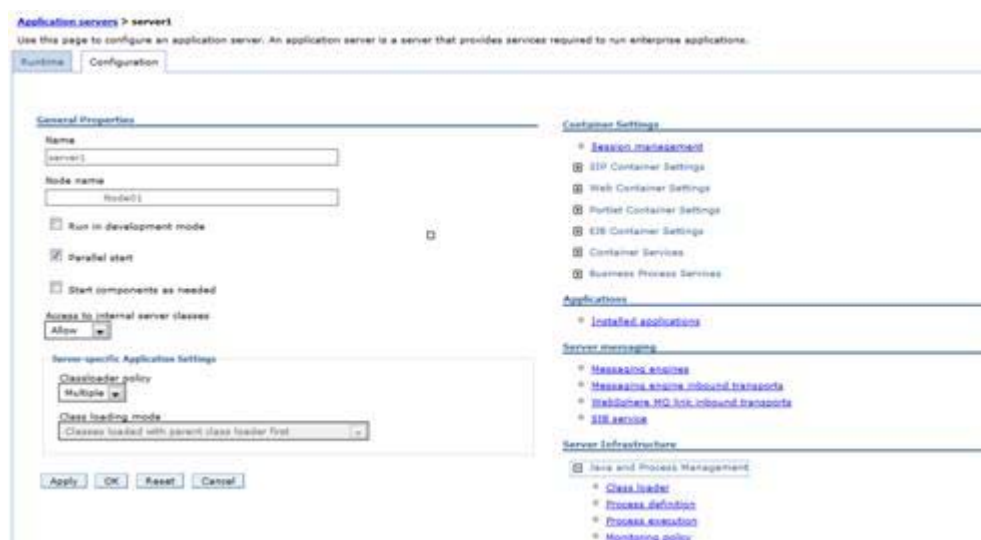 Application servers > server1
Use this page to configure an application server. An application server is a server that provides services required to run enterprise applications.
Runtime
Configuration
General Properties
Name
server1
Node name
Node01
Run in development mode
Parallel start
Start components as needed
Access to internal server classes
Allow
Server-specific Application Settings
Classloader policy
Multiple
Class loading mode
Classes loaded with parent class loader first
Apply OK Reset Cancel
Container Settings
Session management
SIP Container Settings
Web Container Settings
Portlet Container Settings
EJB Container Settings
Container Services
Business Process Services
Applications
Installed applications
Server messaging
Messaging engines
Messaging engine inbound transports
WebSphere MQ link inbound transports
SIB service
Server Infrastructure
Java and Process Management
Class loader
Process definition
Process execution
Monitoring policy